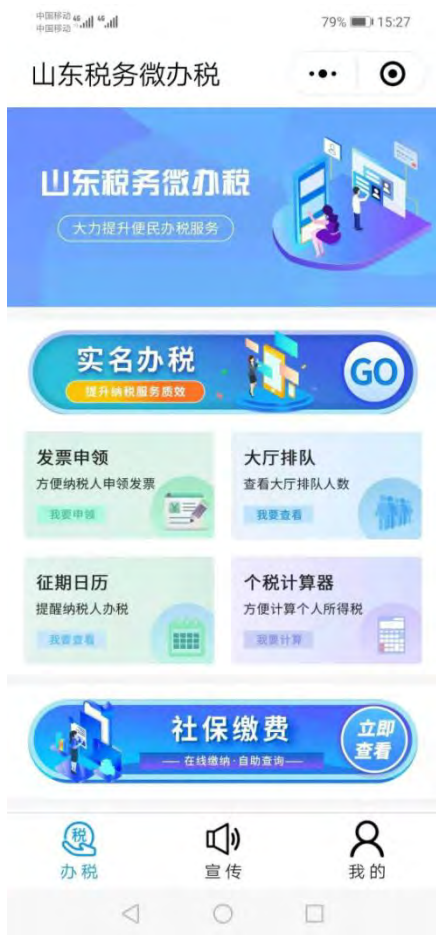 中国移动
中国移动
79%
15:27
山东税务微办税
山东税务微办税
大力提升便民办税服务
实名办税
提升纳税服务质效
GO
发票申领
方便纳税人申领发票
我要申领
大厅排队
查看大厅排队人数
我要查看
征期日历
提醒纳税人办税
我要查看
个税计算器
方便计算个人所得税
我要计算
社保缴费
在线缴纳·自助查询
立即
查看
税
办税
宣传
我的